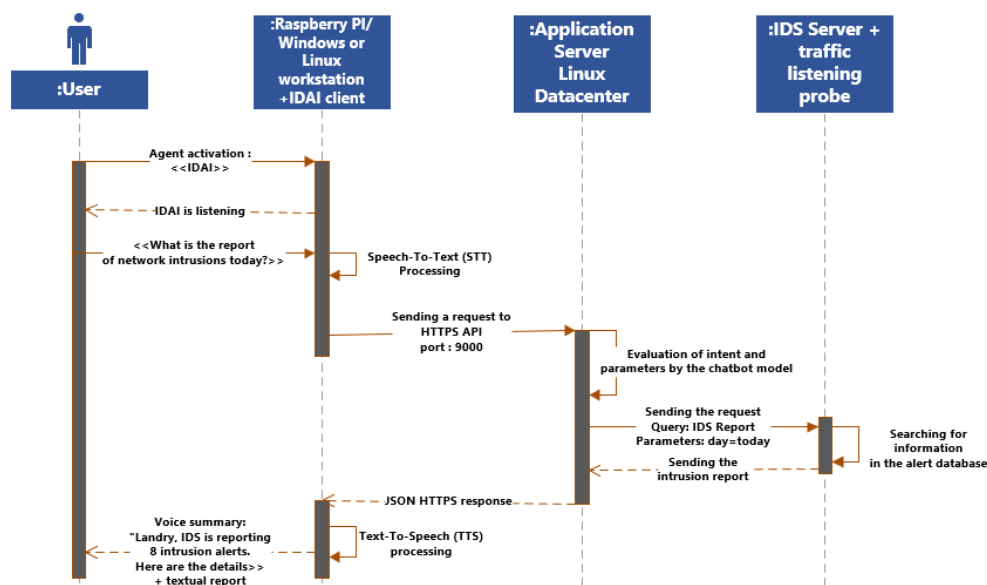 :User
:Raspberry PI/
Windows or
Linux
workstation
+IDAI client
:Application
Server
Linux
Datacenter
:IDS Server +
traffic
listening
probe
Agent activation :
<<IDAI>>
IDAI is listening
<<What is the report
of network intrusions today?>>
Speech-To-Text (STT)
Processing
Sending a request to
HTTPS API
port : 9000
Evaluation of intent and
parameters by the chatbot model
Sending the request
Query: IDS Report
Parameters: day=today
Searching for
information
in the alert database
Sending the
intrusion report
JSON HTTPS response
Voice summary:
"Landry, IDS is reporting
8 intrusion alerts.
Here are the details>>
+ textual report
Text-To-Speech (TTS)
processing